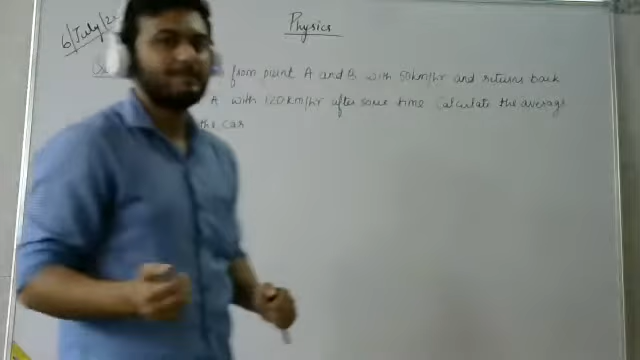 6/July/2
Physics
Q
from point A and B with 50km/hr and returns back
A with 120km/hr after some time Calculate the average
the car